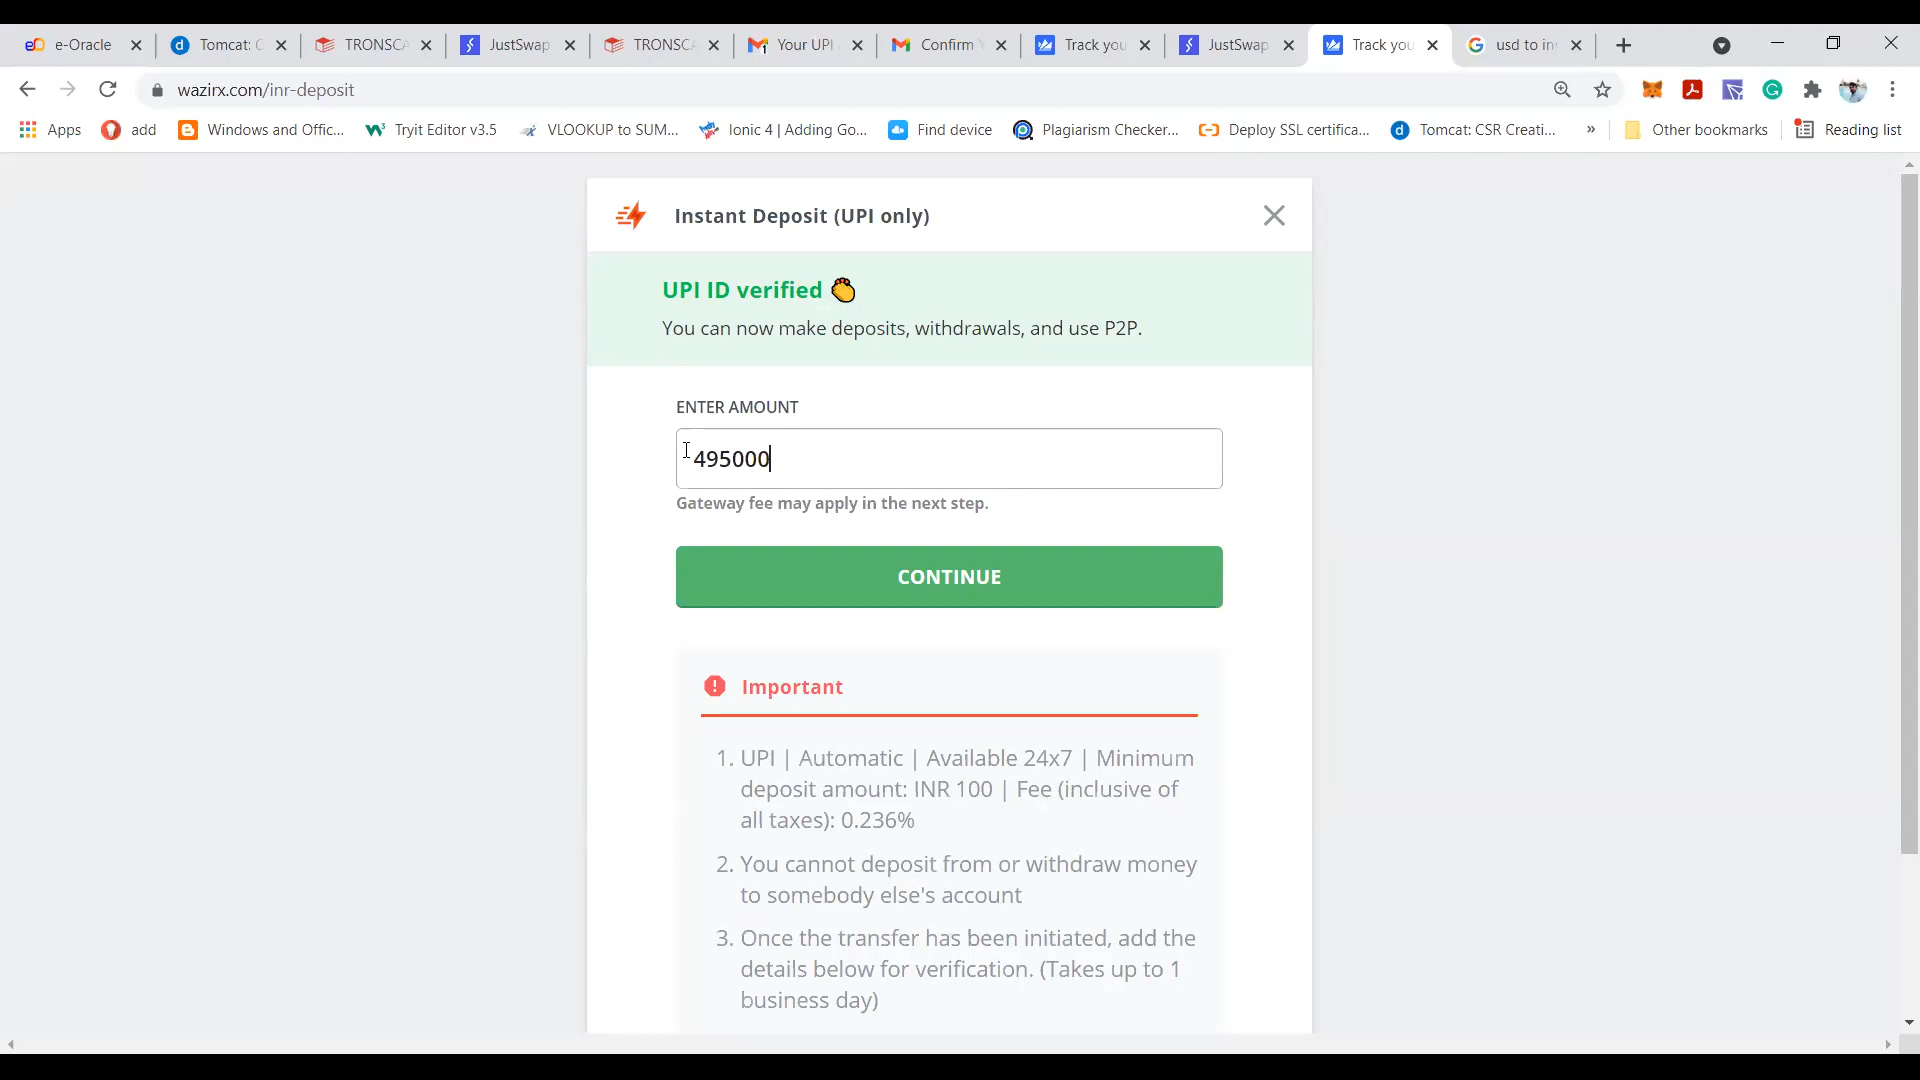 e-Oracle
Tomcat: C
TRONSCA
JustSwap
TRONSCA
Your UPI
Confirm
Track you
JustSwap
Track you
usd to in
wazirx.com/inr-deposit
Apps
add
Windows and Offic...
Tryit Editor v3.5
VLOOKUP to SUM...
Ionic 4 | Adding Go...
Find device
Plagiarism Checker...
Deploy SSL certifica...
Tomcat: CSR Creati...
»
Other bookmarks
Reading list
Instant Deposit (UPI only)
UPI ID verified
You can now make deposits, withdrawals, and use P2P.
ENTER AMOUNT
495000
Gateway fee may apply in the next step.
CONTINUE
Important
1. UPI | Automatic | Available 24x7 | Minimum
deposit amount: INR 100 | Fee (inclusive of
all taxes): 0.236%
2. You cannot deposit from or withdraw money
to somebody else's account
3. Once the transfer has been initiated, add the
details below for verification. (Takes up to 1
business day)